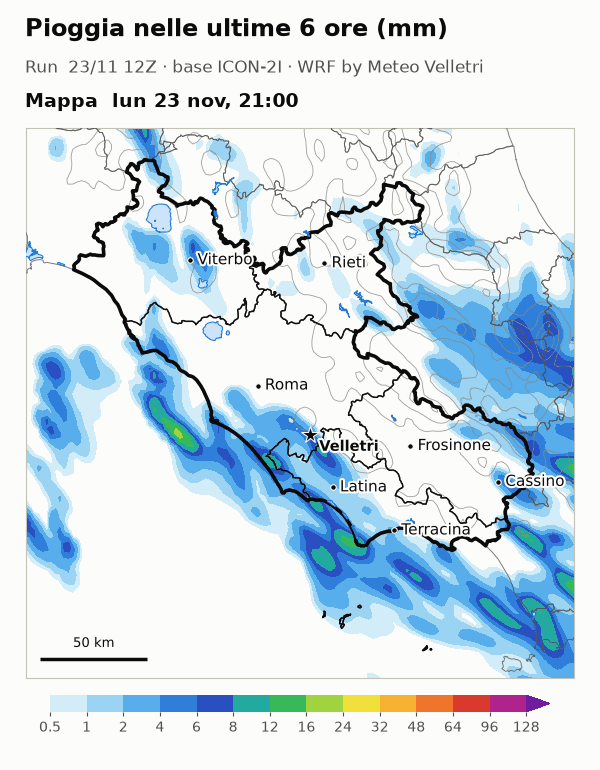 Pioggia nelle ultime 6 ore (mm)
Run  23/11 12Z · base ICON-2I · WRF by Meteo Velletri
Mappa  lun 23 nov, 21:00
Viterbo
Rieti
Roma
Velletri
Frosinone
Cassino
Latina
Terracina
50 km
0.5 1 2 4 6 8 12 16 24 32 48 64 96 128